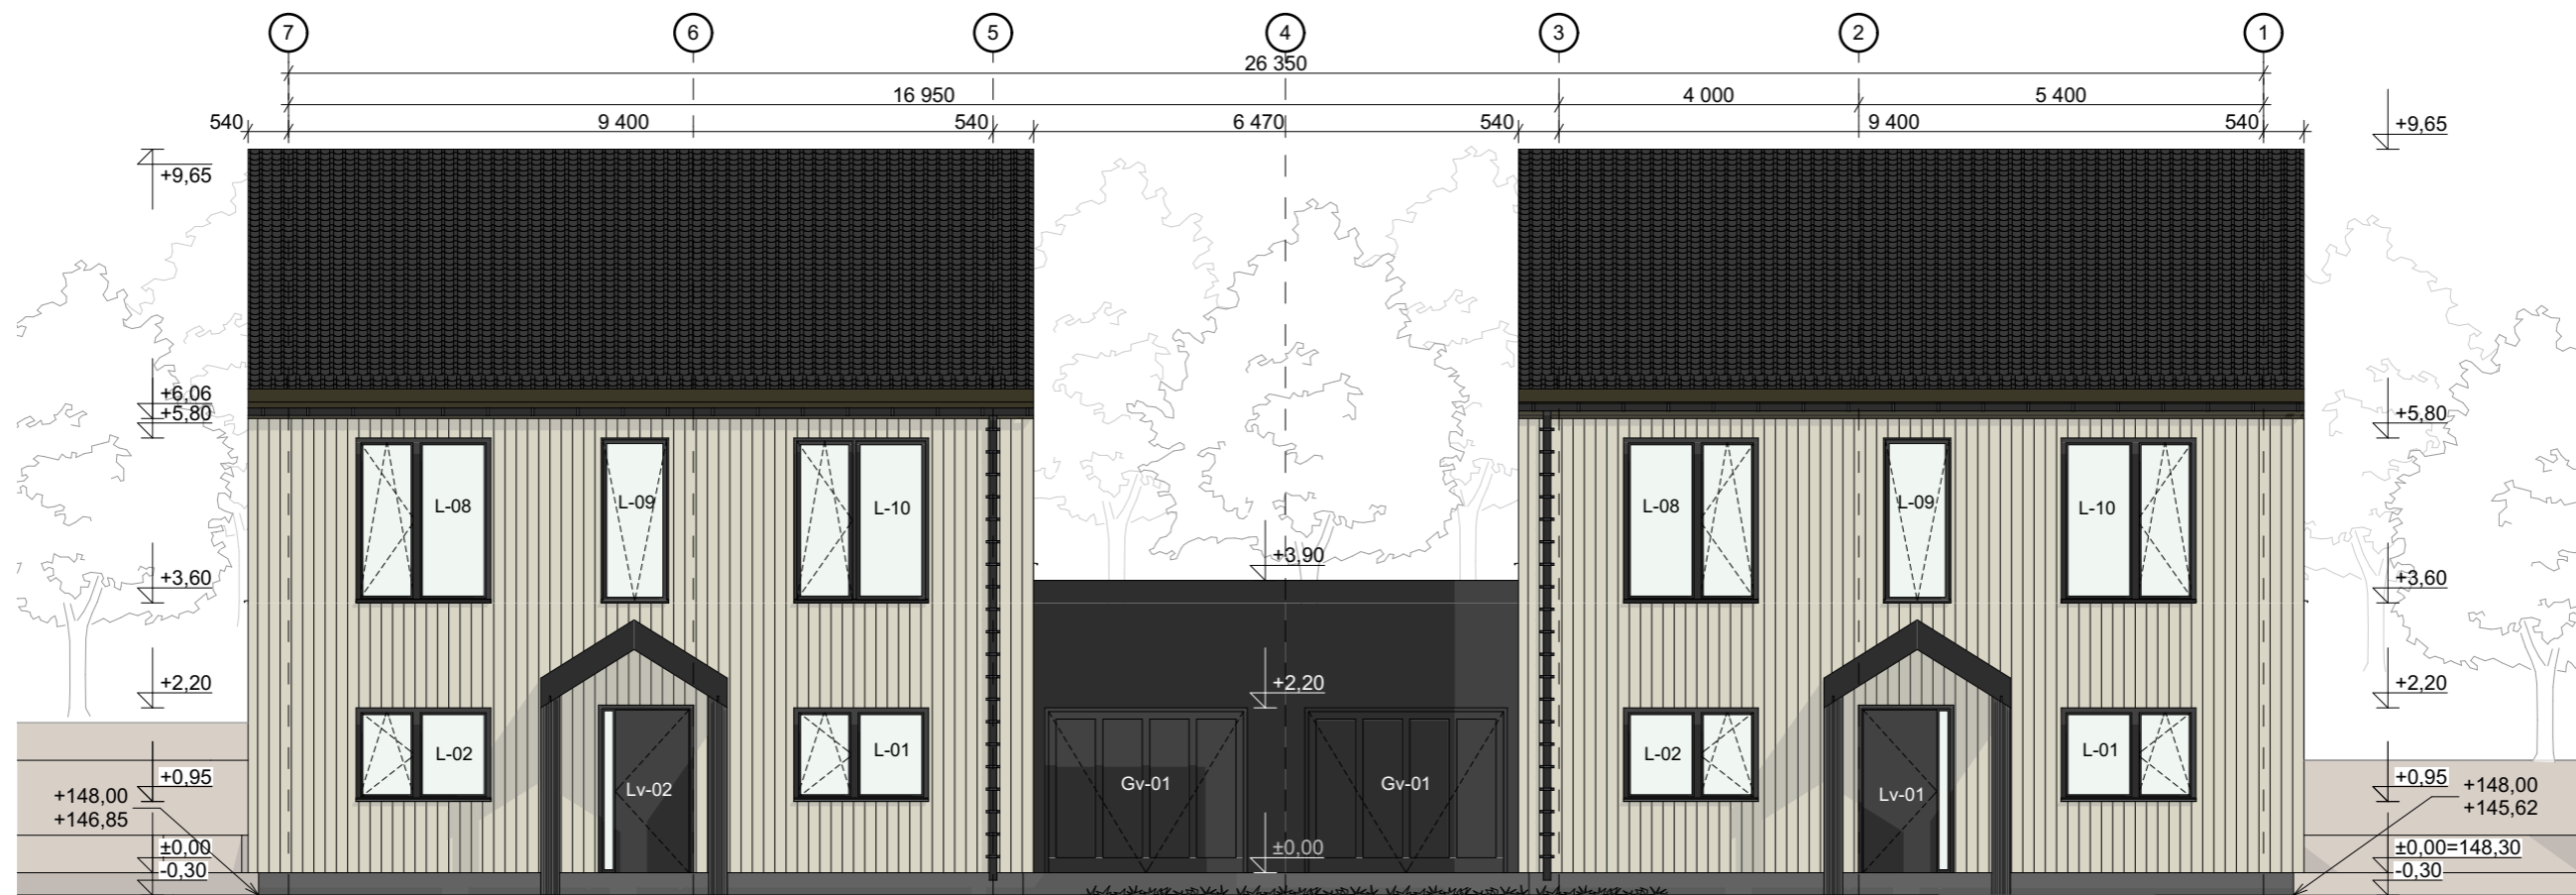 7 6 5 4 3 2 1
26 350
16 950 4 000 5 400
540 9 400 540 6 470 540 9 400 540
+9,65
+9,65
+6,06
+5,80
+5,80
L-08 L-09 L-10 L-08 L-09 L-10
+3,90
+3,60 +3,60
+2,20 +2,20 +2,20
L-02 L-01 L-02 L-01
+0,95 +0,95
Lv-02 Gv-01 Gv-01 Lv-01
+148,00 +148,00
+146,85 +145,62
±0,00 ±0,00 ±0,00=148,30
-0,30 -0,30